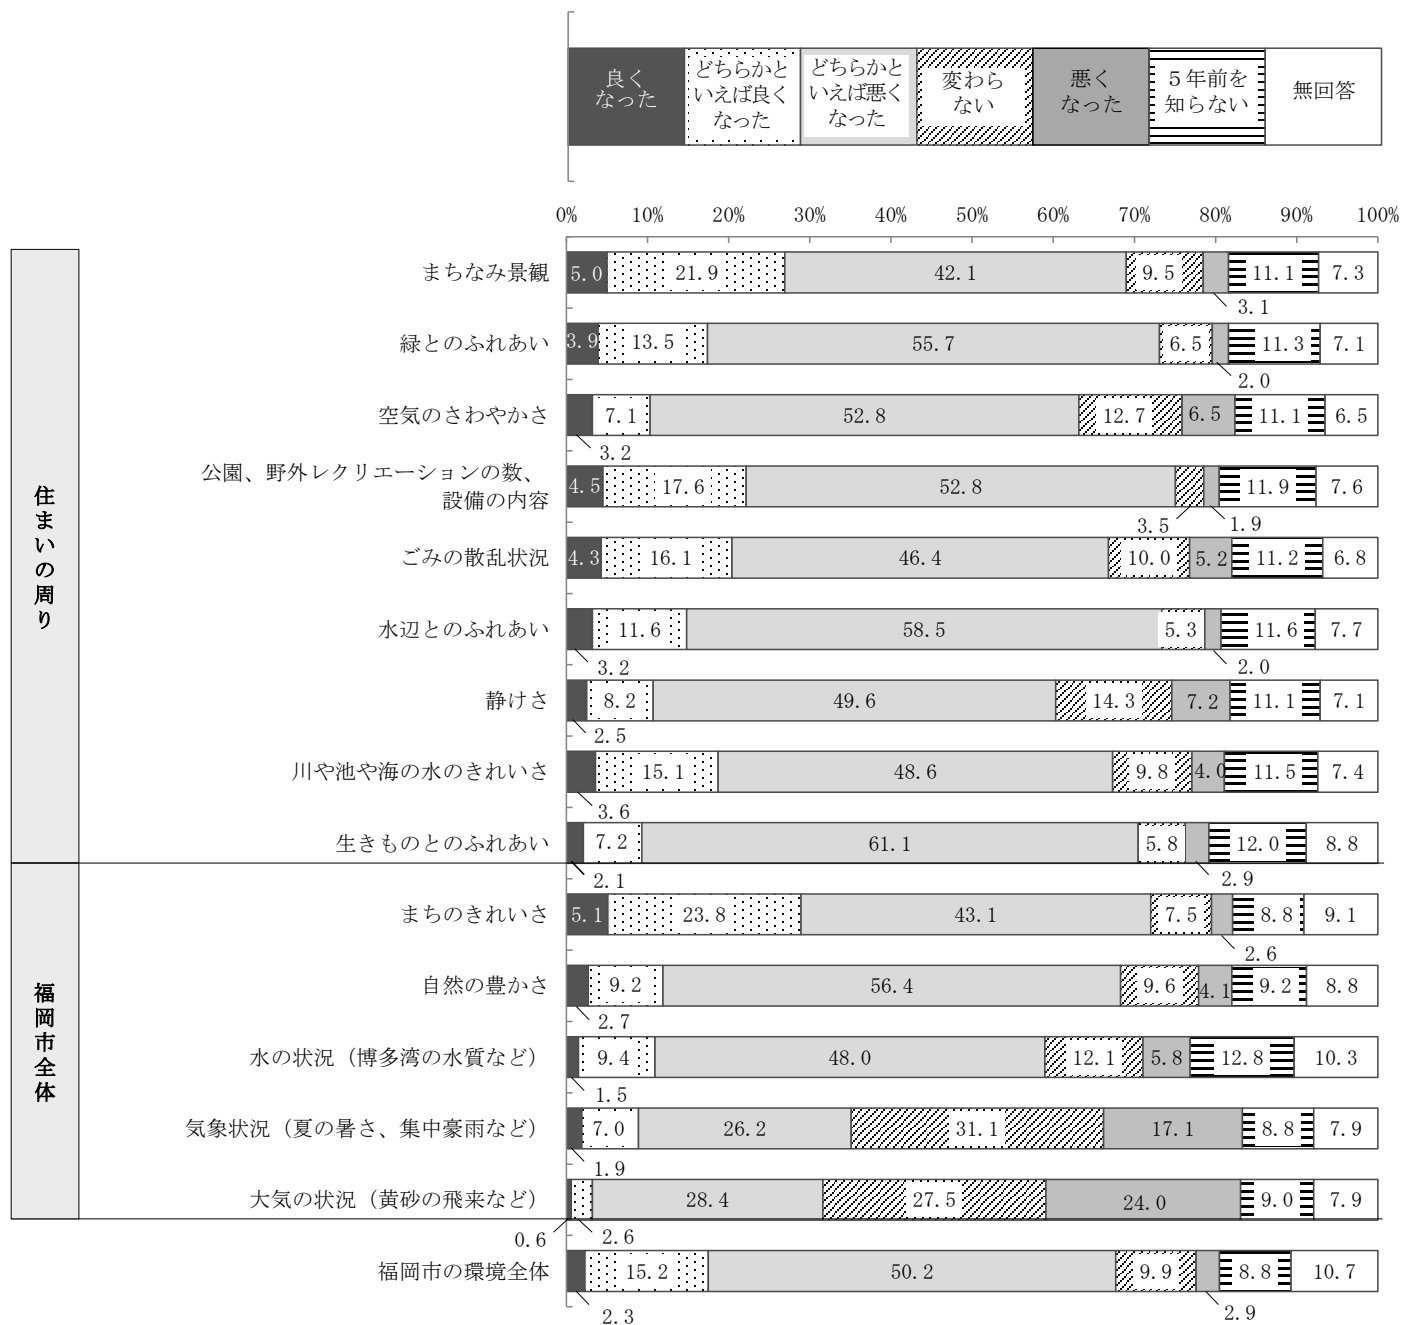 良く
なった
どちらかと
いえば良く
なった
どちらかと
いえば悪く
なった
変わら
ない
悪く
なった
５年前を
知らない
無回答
0% 10% 20% 30% 40% 50% 60% 70% 80% 90% 100%
住まいの周り
まちなみ景観 5.0 21.9 42.1 9.5 11.1 7.3
3.1
緑とのふれあい 3.9 13.5 55.7 6.5 11.3 7.1
2.0
空気のさわやかさ 7.1 52.8 12.7 6.5 11.1 6.5
3.2
公園、野外レクリエーションの数、
設備の内容 4.5 17.6 52.8 11.9 7.6
3.5 1.9
ごみの散乱状況 4.3 16.1 46.4 10.0 5.2 11.2 6.8
水辺とのふれあい 11.6 58.5 5.3 11.6 7.7
3.2 2.0
静けさ 8.2 49.6 14.3 7.2 11.1 7.1
2.5
川や池や海の水のきれいさ 15.1 48.6 9.8 4.0 11.5 7.4
3.6
生きものとのふれあい 7.2 61.1 5.8 12.0 8.8
2.1 2.9
福岡市全体
まちのきれいさ 5.1 23.8 43.1 7.5 8.8 9.1
2.6
自然の豊かさ 9.2 56.4 9.6 4.1 9.2 8.8
2.7
水の状況（博多湾の水質など） 9.4 48.0 12.1 5.8 12.8 10.3
1.5
気象状況（夏の暑さ、集中豪雨など） 7.0 26.2 31.1 17.1 8.8 7.9
1.9
大気の状況（黄砂の飛来など） 28.4 27.5 24.0 9.0 7.9
0.6 2.6
福岡市の環境全体 15.2 50.2 9.9 8.8 10.7
2.3 2.9